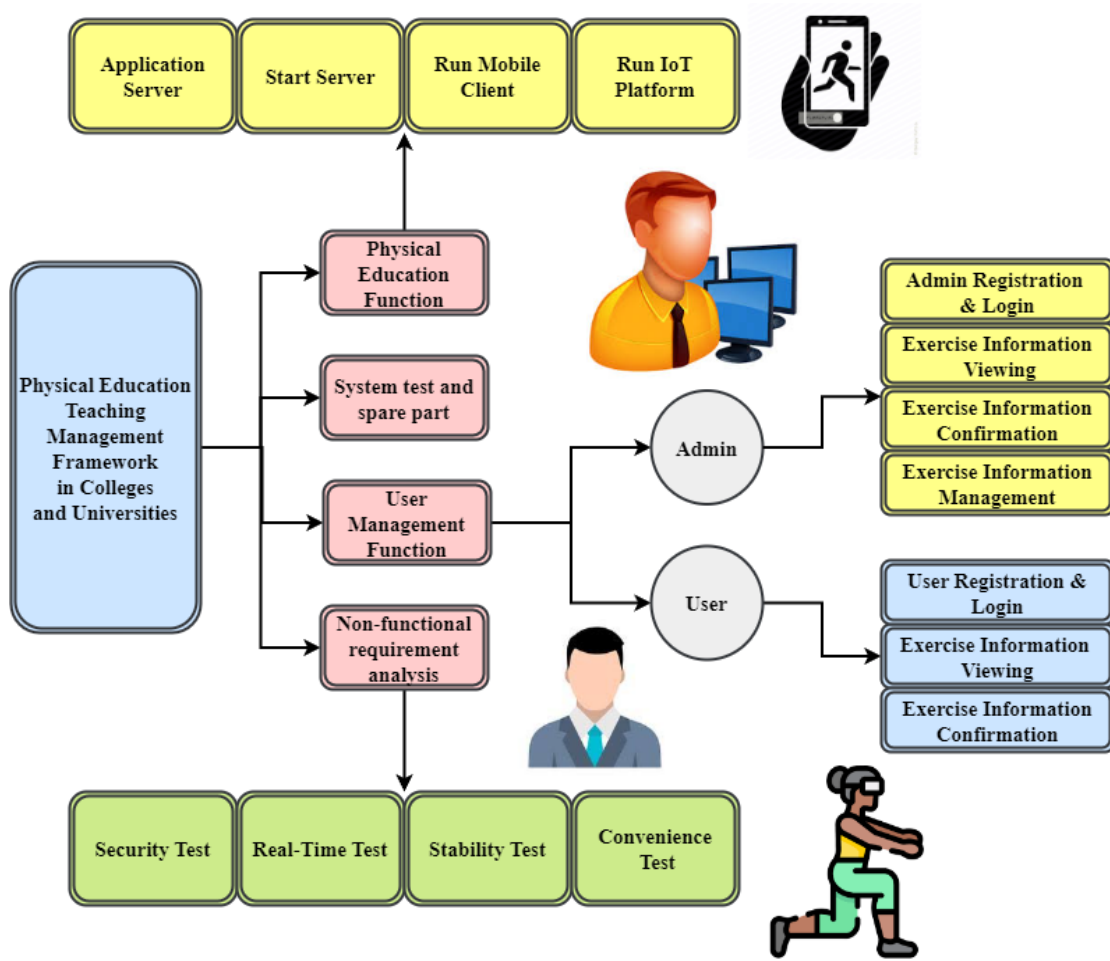 Application
Server
Start Server
Run Mobile
Client
Run IoT
Platform
Physical
Education
Function
Physical Education
Teaching
Management
Framework
in Colleges
and Universities
System test and
spare part
User
Management
Function
Non-functional
requirement
analysis
Admin
User
Admin Registration
& Login
Exercise Information
Viewing
Exercise Information
Confirmation
Exercise Information
Management
User Registration &
Login
Exercise Information
Viewing
Exercise Information
Confirmation
Security Test
Real-Time Test
Stability Test
Convenience
Test